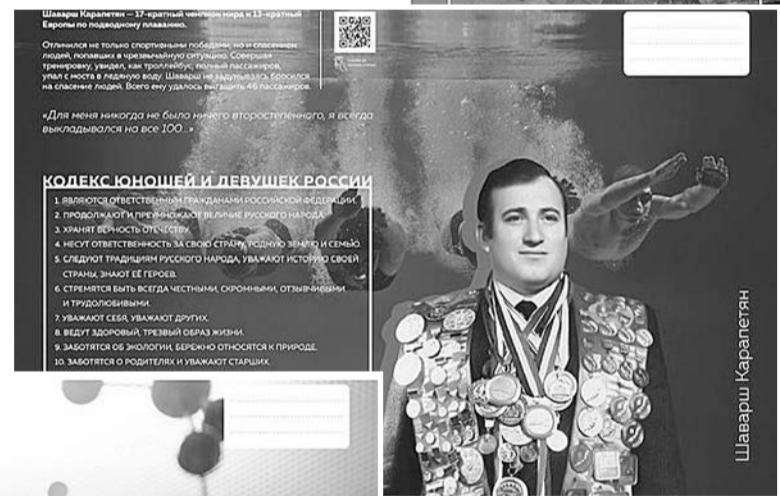 Шаварш Карапетян — 17-кратный чемпион мира и 13-кратный
Европы по подводному плаванию.
Отличился не только спортивными победами, но и спасением
людей, попавших в чрезвычайную ситуацию. Совершая
тренировку, увидел, как троллейбус, полный пассажиров,
упал с моста в ледяную воду. Шаварш не задумываясь бросился
на спасение людей. Всего ему удалось вытащить 46 пассажиров.
«Для меня никогда не было ничего второстепенного, я всегда
выкладывался на все 100...»
КОДЕКС ЮНОШЕЙ И ДЕВУШЕК РОССИИ
1. ЯВЛЯЮТСЯ ОТВЕТСТВЕННЫМ ГРАЖДАНАМИ РОССИЙСКОЙ ФЕДЕРАЦИИ.
2. ПРОДОЛЖАЮТ И ПРЕУМНОЖАЮТ ВЕЛИЧИЕ РУССКОГО НАРОДА.
3. ХРАНЯТ ВЕРНОСТЬ ОТЕЧЕСТВУ.
4. НЕСУТ ОТВЕТСТВЕННОСТЬ ЗА СВОЮ СТРАНУ, РОДНУЮ ЗЕМЛЮ И СЕМЬЮ.
5. СЛЕДУЮТ ТРАДИЦИЯМ РУССКОГО НАРОДА, УВАЖАЮТ ИСТОРИЮ СВОЕЙ
СТРАНЫ, ЗНАЮТ ЕЁ ГЕРОЕВ.
6. СТРЕМЯТСЯ БЫТЬ ВСЕГДА ЧЕСТНЫМИ, СКРОМНЫМИ, ОТЗЫВЧИВЫМИ
И ТРУДОЛЮБИВЫМИ.
7. УВАЖАЮТ СЕБЯ, УВАЖАЮТ ДРУГИХ.
8. ВЕДУТ ЗДОРОВЫЙ, ТРЕЗВЫЙ ОБРАЗ ЖИЗНИ.
9. ЗАБОТЯТСЯ ОБ ЭКОЛОГИИ, БЕРЕЖНО ОТНОСЯТСЯ К ПРИРОДЕ.
10. ЗАБОТЯТСЯ О РОДИТЕЛЯХ И УВАЖАЮТ СТАРШИХ.
Шаварш Карапетян